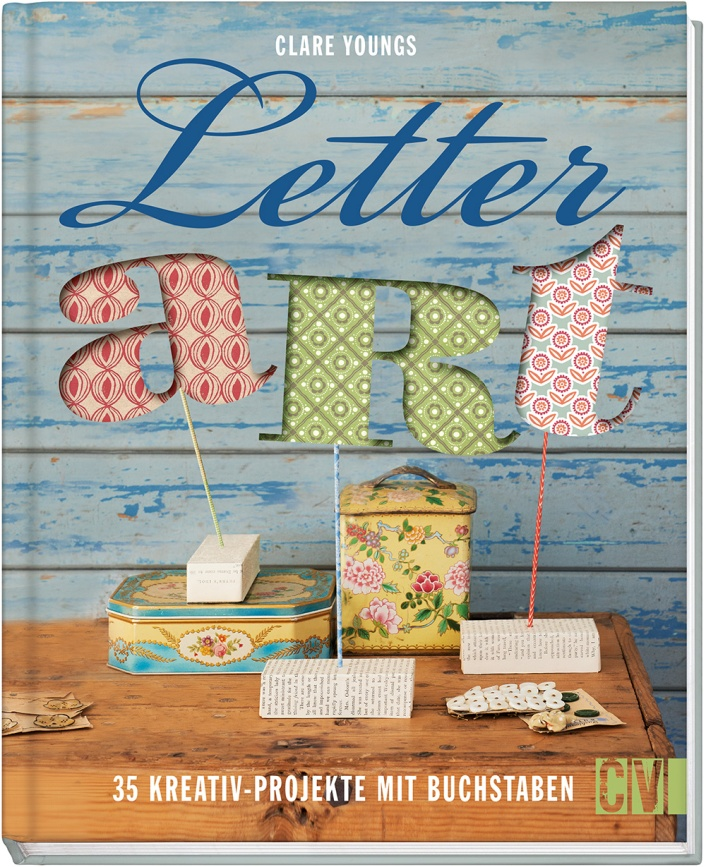 CLARE YOUNGS
Letter
aRt
35 KREATIV-PROJEKTE MIT BUCHSTABEN
CV